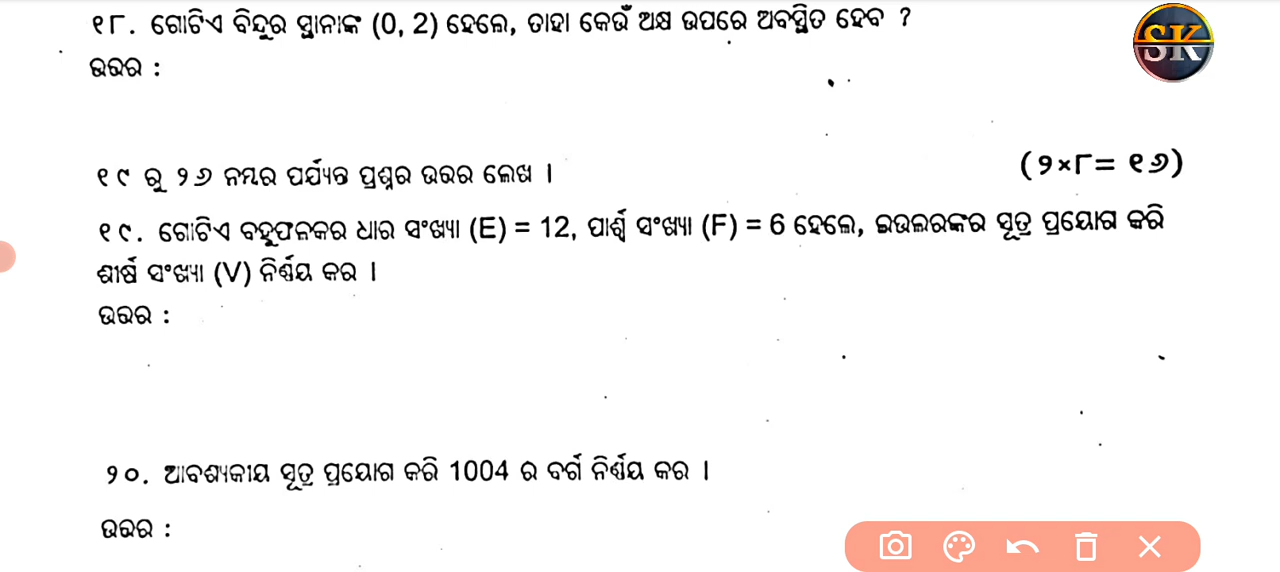 ୧୮. ଗୋଟିଏ ବିନ୍ଦୁର ସ୍ଥାନାଙ୍କ (0, 2) ହେଲେ, ତାହା କେଉଁ ଅକ୍ଷ ଉପରେ ଅବସ୍ଥିତ ହେବ ?
SK
ଉତ୍ତର :
୧୯ ରୁ ୨୬ ନମ୍ବର ପର୍ଯ୍ୟନ୍ତ ପ୍ରଶ୍ନର ଉତ୍ତର ଲେଖ ।
(୨×୮= ୧୬)
୧୯. ଗୋଟିଏ ବହୁଫଳକର ଧାର ସଂଖ୍ୟା (E) = 12, ପାର୍ଶ୍ୱ ସଂଖ୍ୟା (F) = 6 ହେଲେ, ଇଉଲରଙ୍କର ସୂତ୍ର ପ୍ରୟୋଗ କରି
ଶୀର୍ଷ ସଂଖ୍ୟା (V) ନିର୍ଣ୍ଣୟ କର ।
ଉତ୍ତର :
୨୦. ଆବଶ୍ୟକୀୟ ସୂତ୍ର ପ୍ରୟୋଗ କରି 1004 ର ବର୍ଗ ନିର୍ଣ୍ଣୟ କର ।
ଉତ୍ତର :